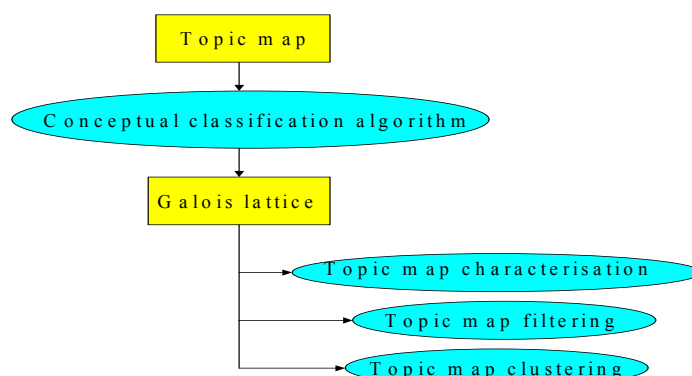 Topic map
Conceptual classification algorithm
Galois lattice
Topic map characterisation
Topic map filtering
Topic map clustering